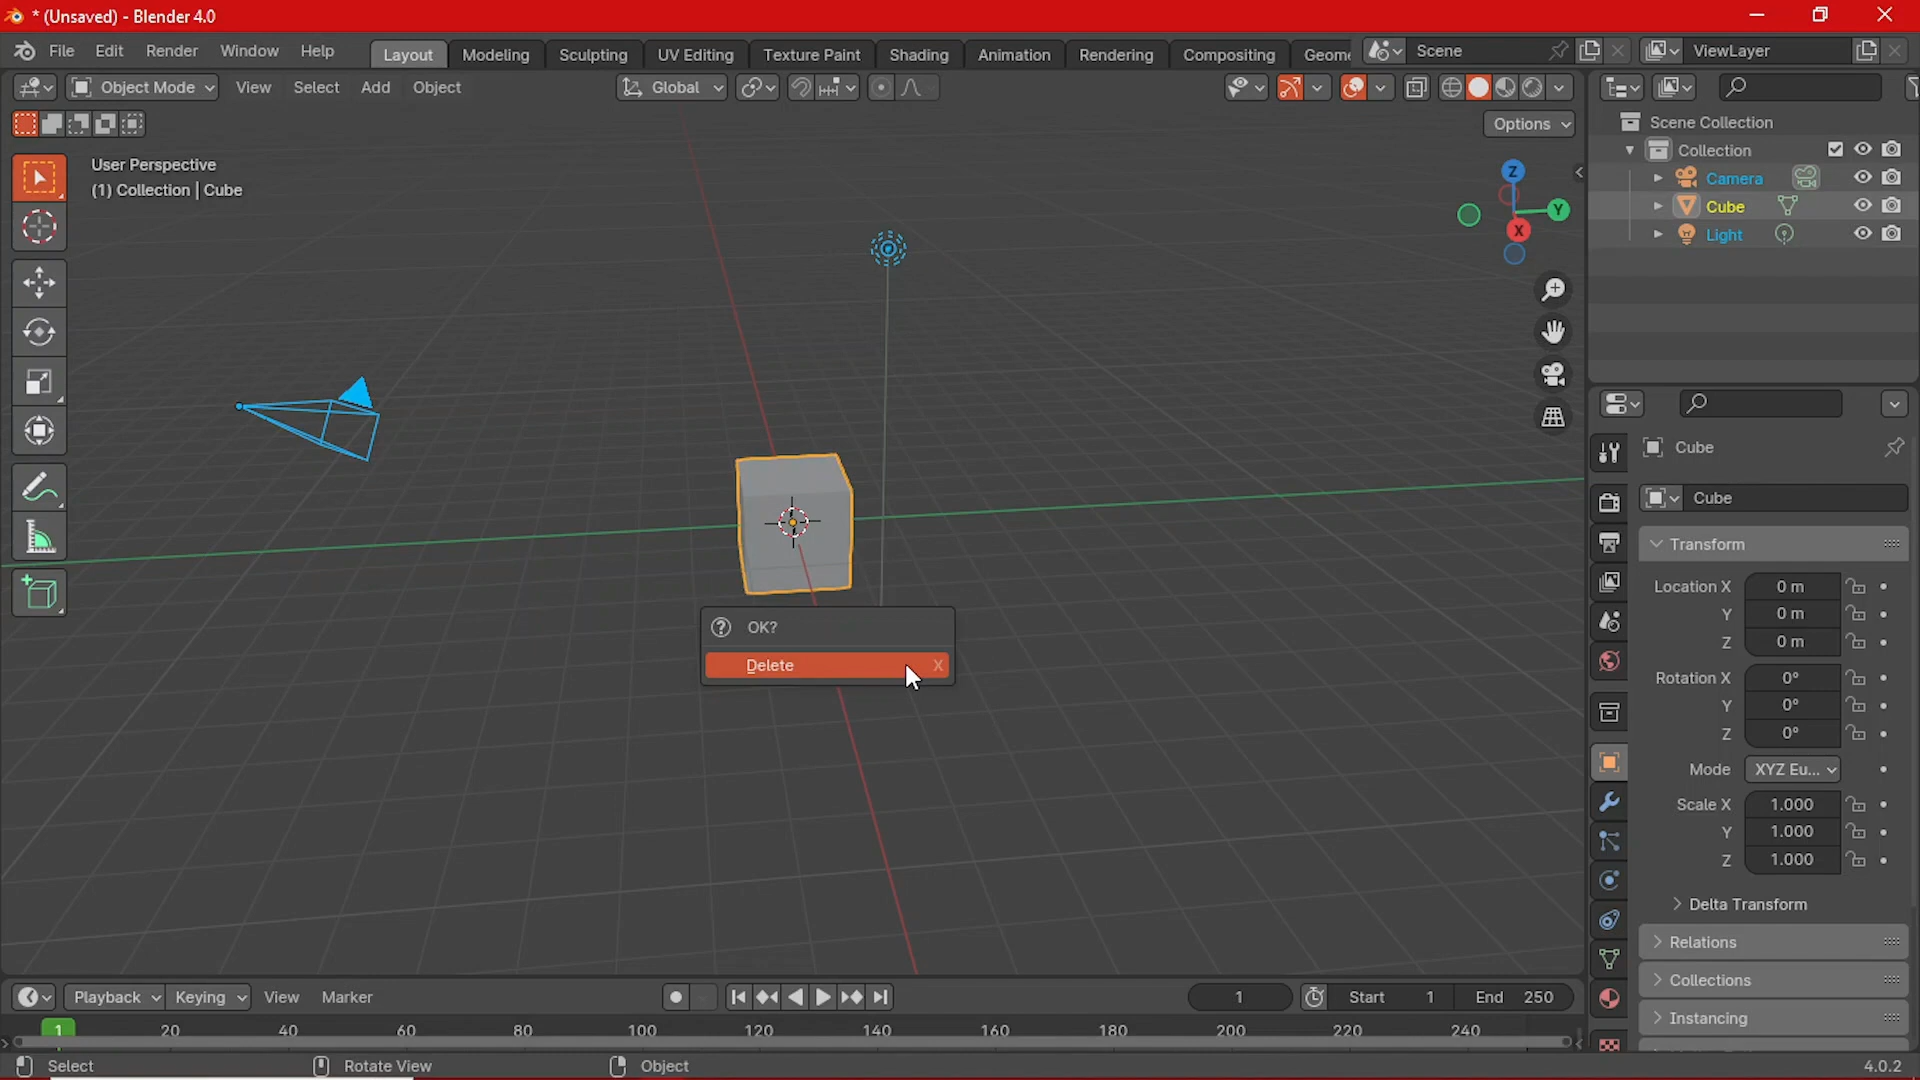 * (Unsaved) - Blender 4.0
File Edit Render Window Help Layout Modeling Sculpting UV Editing Texture Paint Shading Animation Rendering Compositing Geome Scene ViewLayer
Object Mode View Select Add Object Global
Options
User Perspective
(1) Collection | Cube
Z
Y
X
Scene Collection
Collection
Camera
Cube
Light
OK?
Delete X
Cube
Cube
Transform
Location X 0 m
Y 0 m
Z 0 m
Rotation X 0°
Y 0°
Z 0°
Mode XYZ Eu...
Scale X 1.000
Y 1.000
Z 1.000
Delta Transform
Relations
Collections
Instancing
Playback Keying View Marker 1 Start 1 End 250
1 20 40 60 80 100 120 140 160 180 200 220 240
Select Rotate View Object 4.0.2